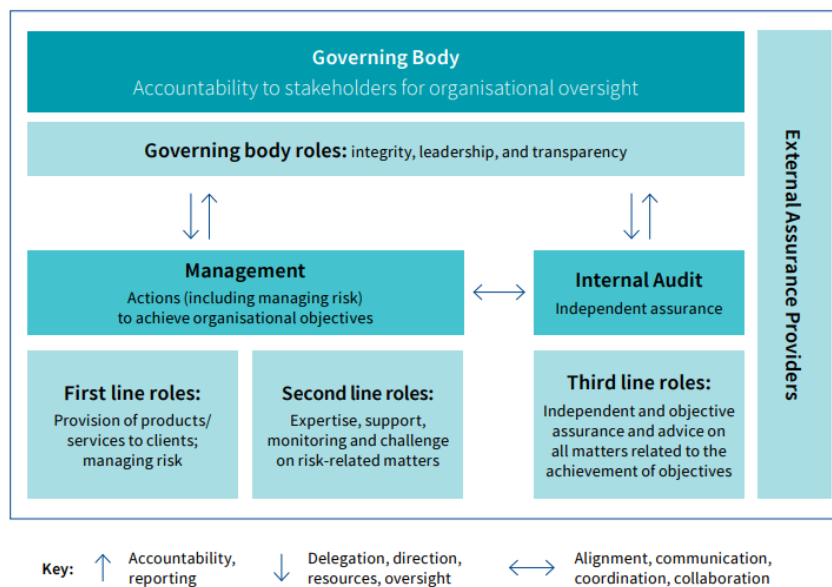 Governing Body
Accountability to stakeholders for organisational oversight
Governing body roles: integrity, leadership, and transparency
Management
Actions (including managing risk)
to achieve organisational objectives
Internal Audit
Independent assurance
First line roles:
Provision of products/
services to clients;
managing risk
Second line roles:
Expertise, support,
monitoring and challenge
on risk-related matters
Third line roles:
Independent and objective
assurance and advice on
all matters related to the
achievement of objectives
External Assurance Providers
Key:
Accountability,
reporting
Delegation, direction,
resources, oversight
Alignment, communication,
coordination, collaboration